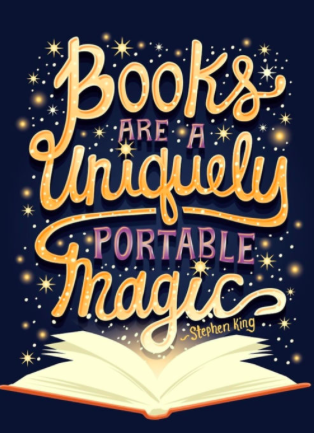 Books
ARE A
Uniquely
PORTABLE
magic
~Stephen King